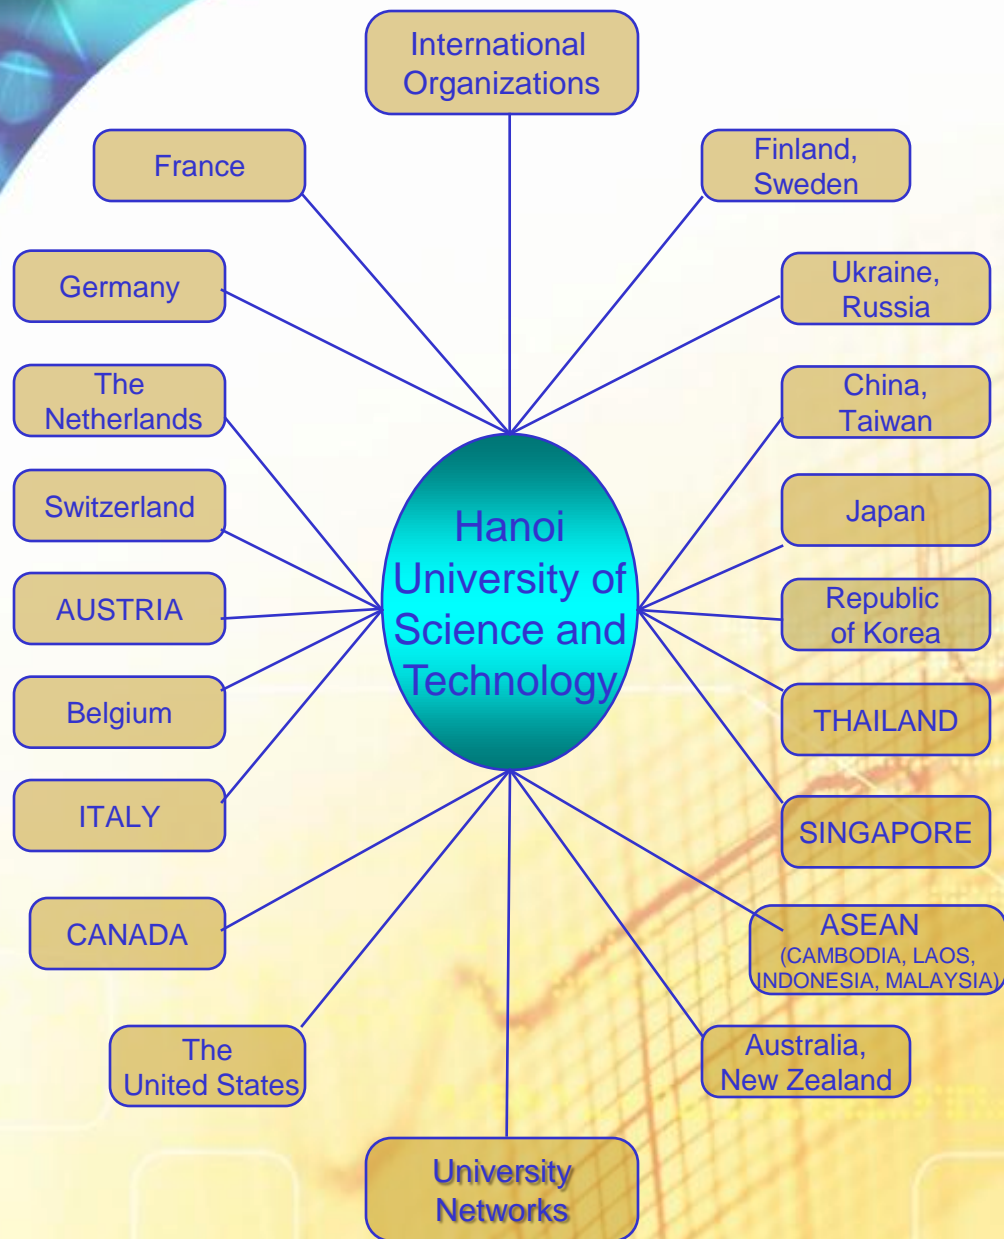 International
Organizations
France
Finland,
Sweden
Germany
Ukraine,
Russia
The
Netherlands
China,
Taiwan
Switzerland
Japan
Hanoi
University of
Science and
Technology
AUSTRIA
Republic
of Korea
Belgium
THAILAND
ITALY
SINGAPORE
CANADA
ASEAN
(CAMBODIA, LAOS,
INDONESIA, MALAYSIA)
The
United States
Australia,
New Zealand
University
Networks